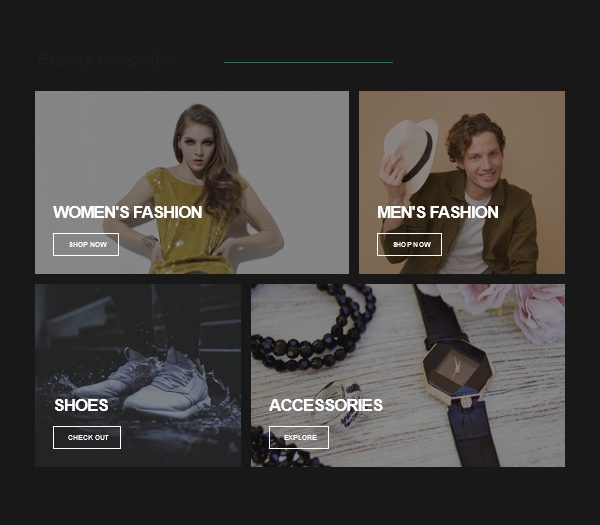 Explore Categories
WOMEN'S FASHION
SHOP NOW
MEN'S FASHION
SHOP NOW
SHOES
CHECK OUT
ACCESSORIES
EXPLORE